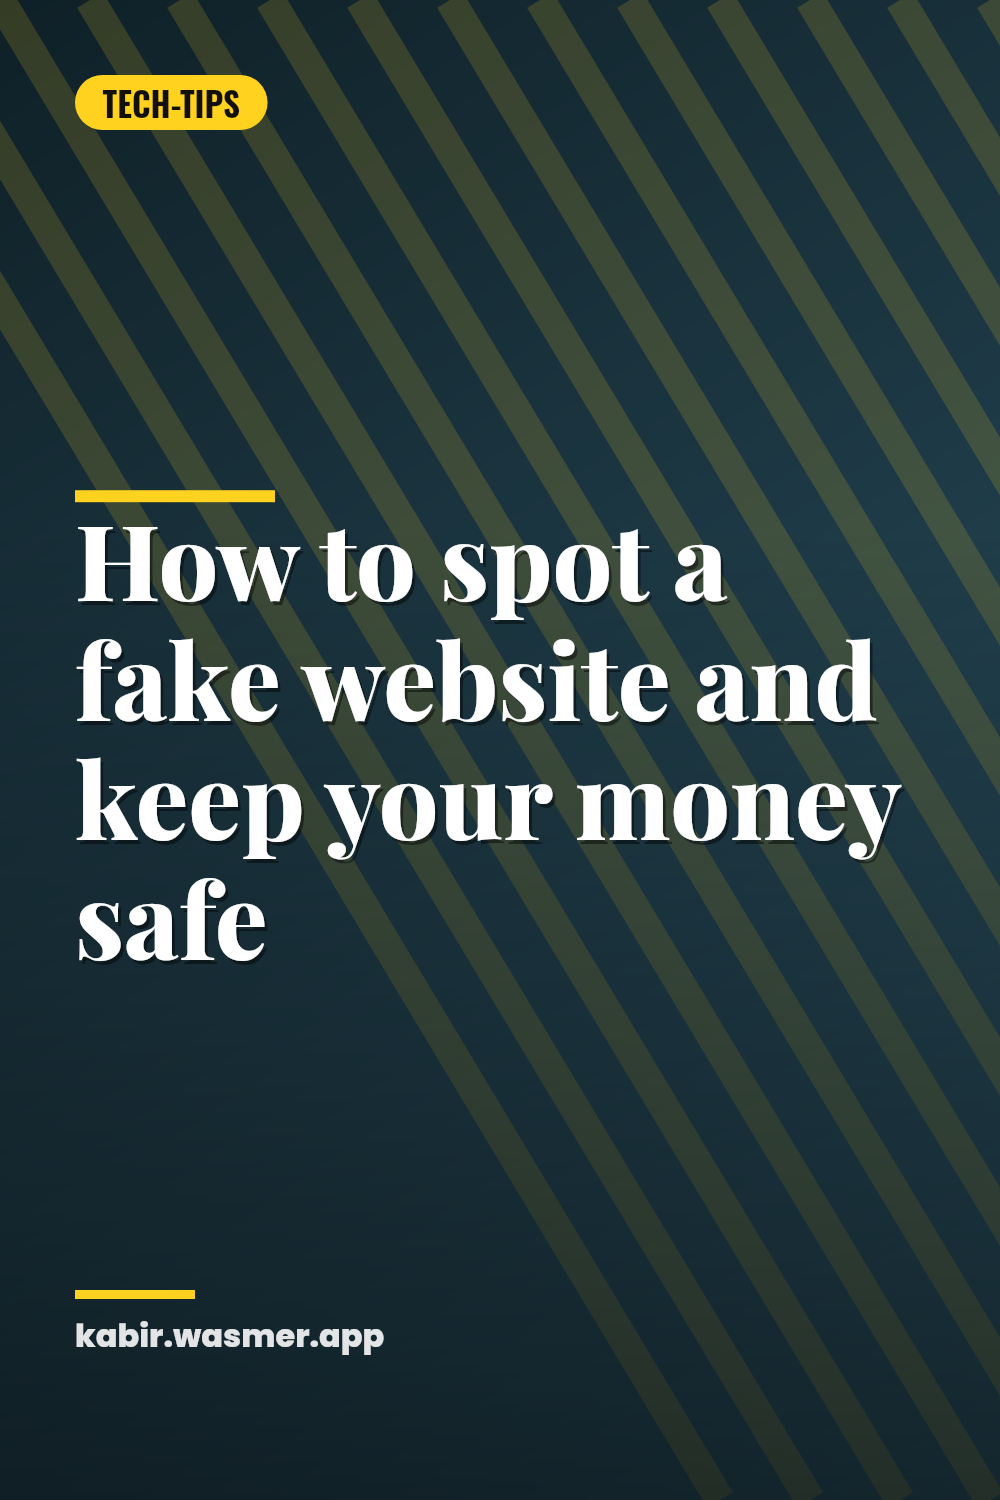 TECH-TIPS
How to spot a
fake website and
keep your money
safe
kabir.wasmer.app